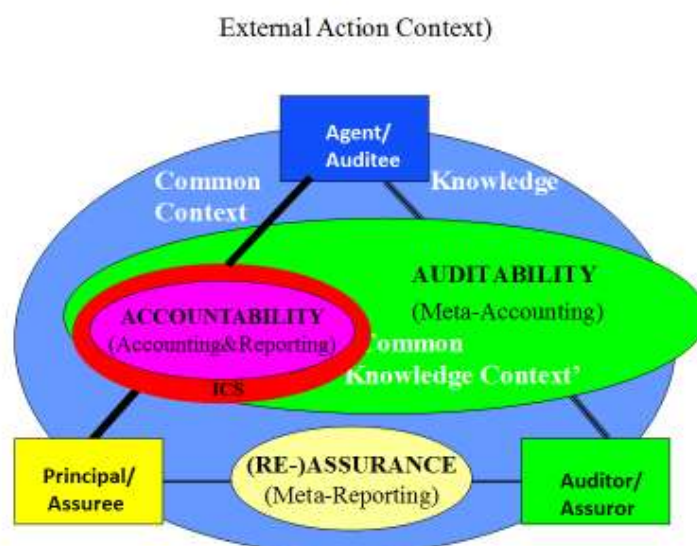 External Action Context)
Agent/
Auditee
Common
Context
Knowledge
AUDITABILITY
(Meta-Accounting)
ACCOUNTABILITY
(Accounting&Reporting)
Common
Knowledge Context’
ICS
(RE-)ASSURANCE
(Meta-Reporting)
Principal/
Assuree
Auditor/
Assuror